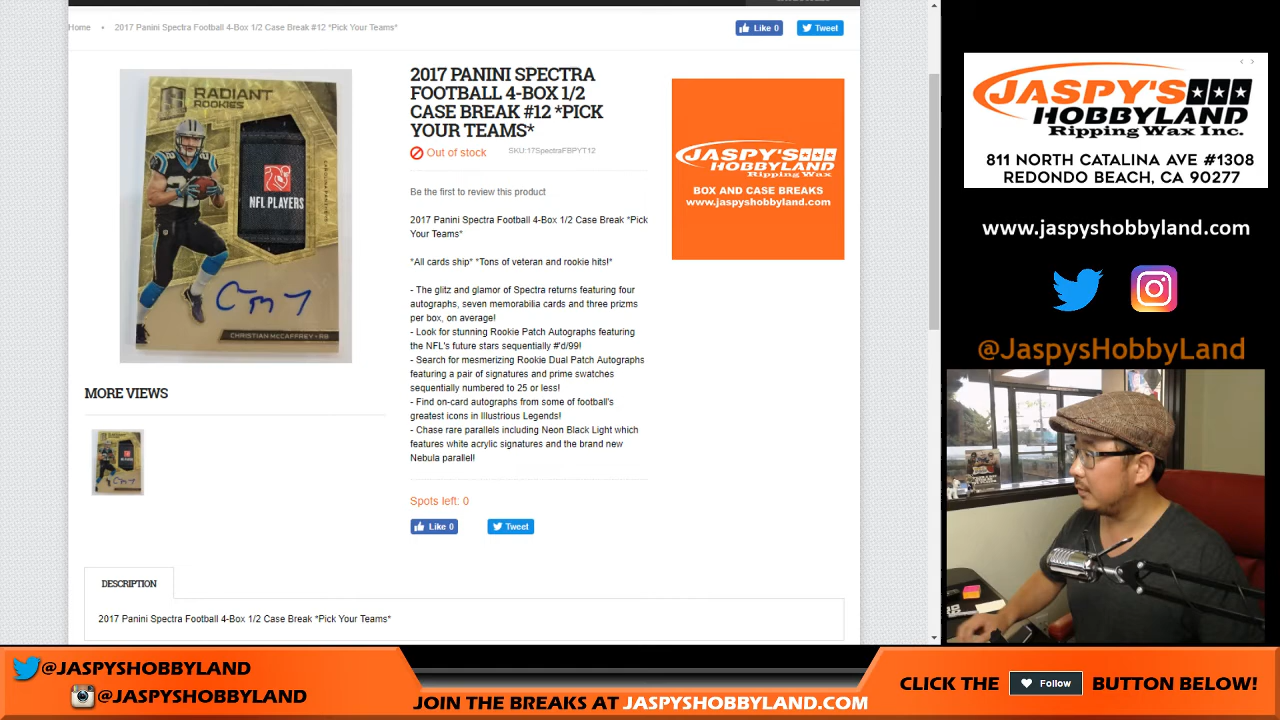 Home • 2017 Panini Spectra Football 4-Box 1/2 Case Break #12 *Pick Your Teams*
Like 0
Tweet
RADIANT
ROOKIES
NFL PLAYERS
CHRISTIAN McCAFFREY • RB
2017 PANINI SPECTRA
FOOTBALL 4-BOX 1/2
CASE BREAK #12 *PICK
YOUR TEAMS*
Out of stock
SKU:17SpectraFBPYT12
Be the first to review this product
2017 Panini Spectra Football 4-Box 1/2 Case Break *Pick
Your Teams*
*All cards ship* *Tons of veteran and rookie hits!*
- The glitz and glamor of Spectra returns featuring four
autographs, seven memorabilia cards and three prizms
per box, on average!
- Look for stunning Rookie Patch Autographs featuring
the NFL's future stars sequentially #'d/99!
- Search for mesmerizing Rookie Dual Patch Autographs
featuring a pair of signatures and prime swatches
sequentially numbered to 25 or less!
- Find on-card autographs from some of football's
greatest icons in Illustrious Legends!
- Chase rare parallels including Neon Black Light which
features white acrylic signatures and the brand new
Nebula parallel!
Spots left: 0
Like 0
Tweet
MORE VIEWS
DESCRIPTION
2017 Panini Spectra Football 4-Box 1/2 Case Break *Pick Your Teams*
JASPY'S
HOBBYLAND
Ripping Wax
BOX AND CASE BREAKS
www.jaspyshobbyland.com
JASPY'S
HOBBYLAND
Ripping Wax Inc.
811 NORTH CATALINA AVE #1308
REDONDO BEACH, CA 90277
www.jaspyshobbyland.com
@JaspysHobbyLand
@JASPYSHOBBYLAND
@JASPYSHOBBYLAND
JOIN THE BREAKS AT JASPYSHOBBYLAND.COM
CLICK THE Follow BUTTON BELOW!